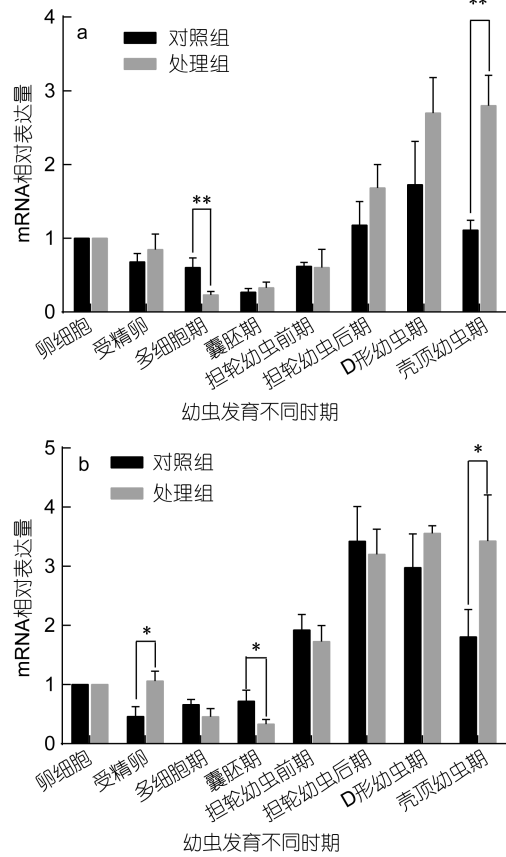 **
4
a
对照组
处理组
3
mRNA相对表达量
2
**
1
0
卵细胞
受精卵
多细胞期
囊胚期
担轮幼虫前期
担轮幼虫后期
D形幼虫期
壳顶幼虫期
幼虫发育不同时期
5
b
对照组
*
处理组
4
mRNA相对表达量
3
2
*
*
1
0
卵细胞
受精卵
多细胞期
囊胚期
担轮幼虫前期
担轮幼虫后期
D形幼虫期
壳顶幼虫期
幼虫发育不同时期